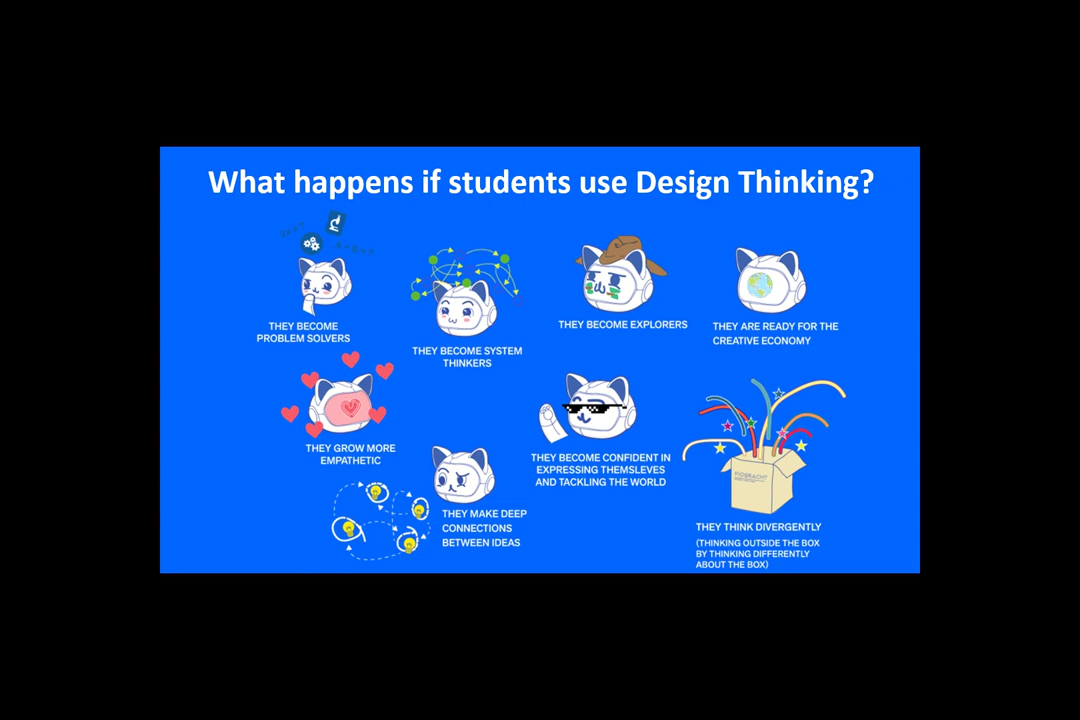 What happens if students use Design Thinking?
THEY BECOME
PROBLEM SOLVERS
THEY BECOME SYSTEM
THINKERS
THEY BECOME EXPLORERS
THEY ARE READY FOR THE
CREATIVE ECONOMY
THEY GROW MORE
EMPATHETIC
THEY MAKE DEEP
CONNECTIONS
BETWEEN IDEAS
THEY BECOME CONFIDENT IN
EXPRESSING THEMSLEVES
AND TACKLING THE WORLD
THEY THINK DIVERGENTLY
(THINKING OUTSIDE THE BOX
BY THINKING DIFFERENTLY
ABOUT THE BOX)